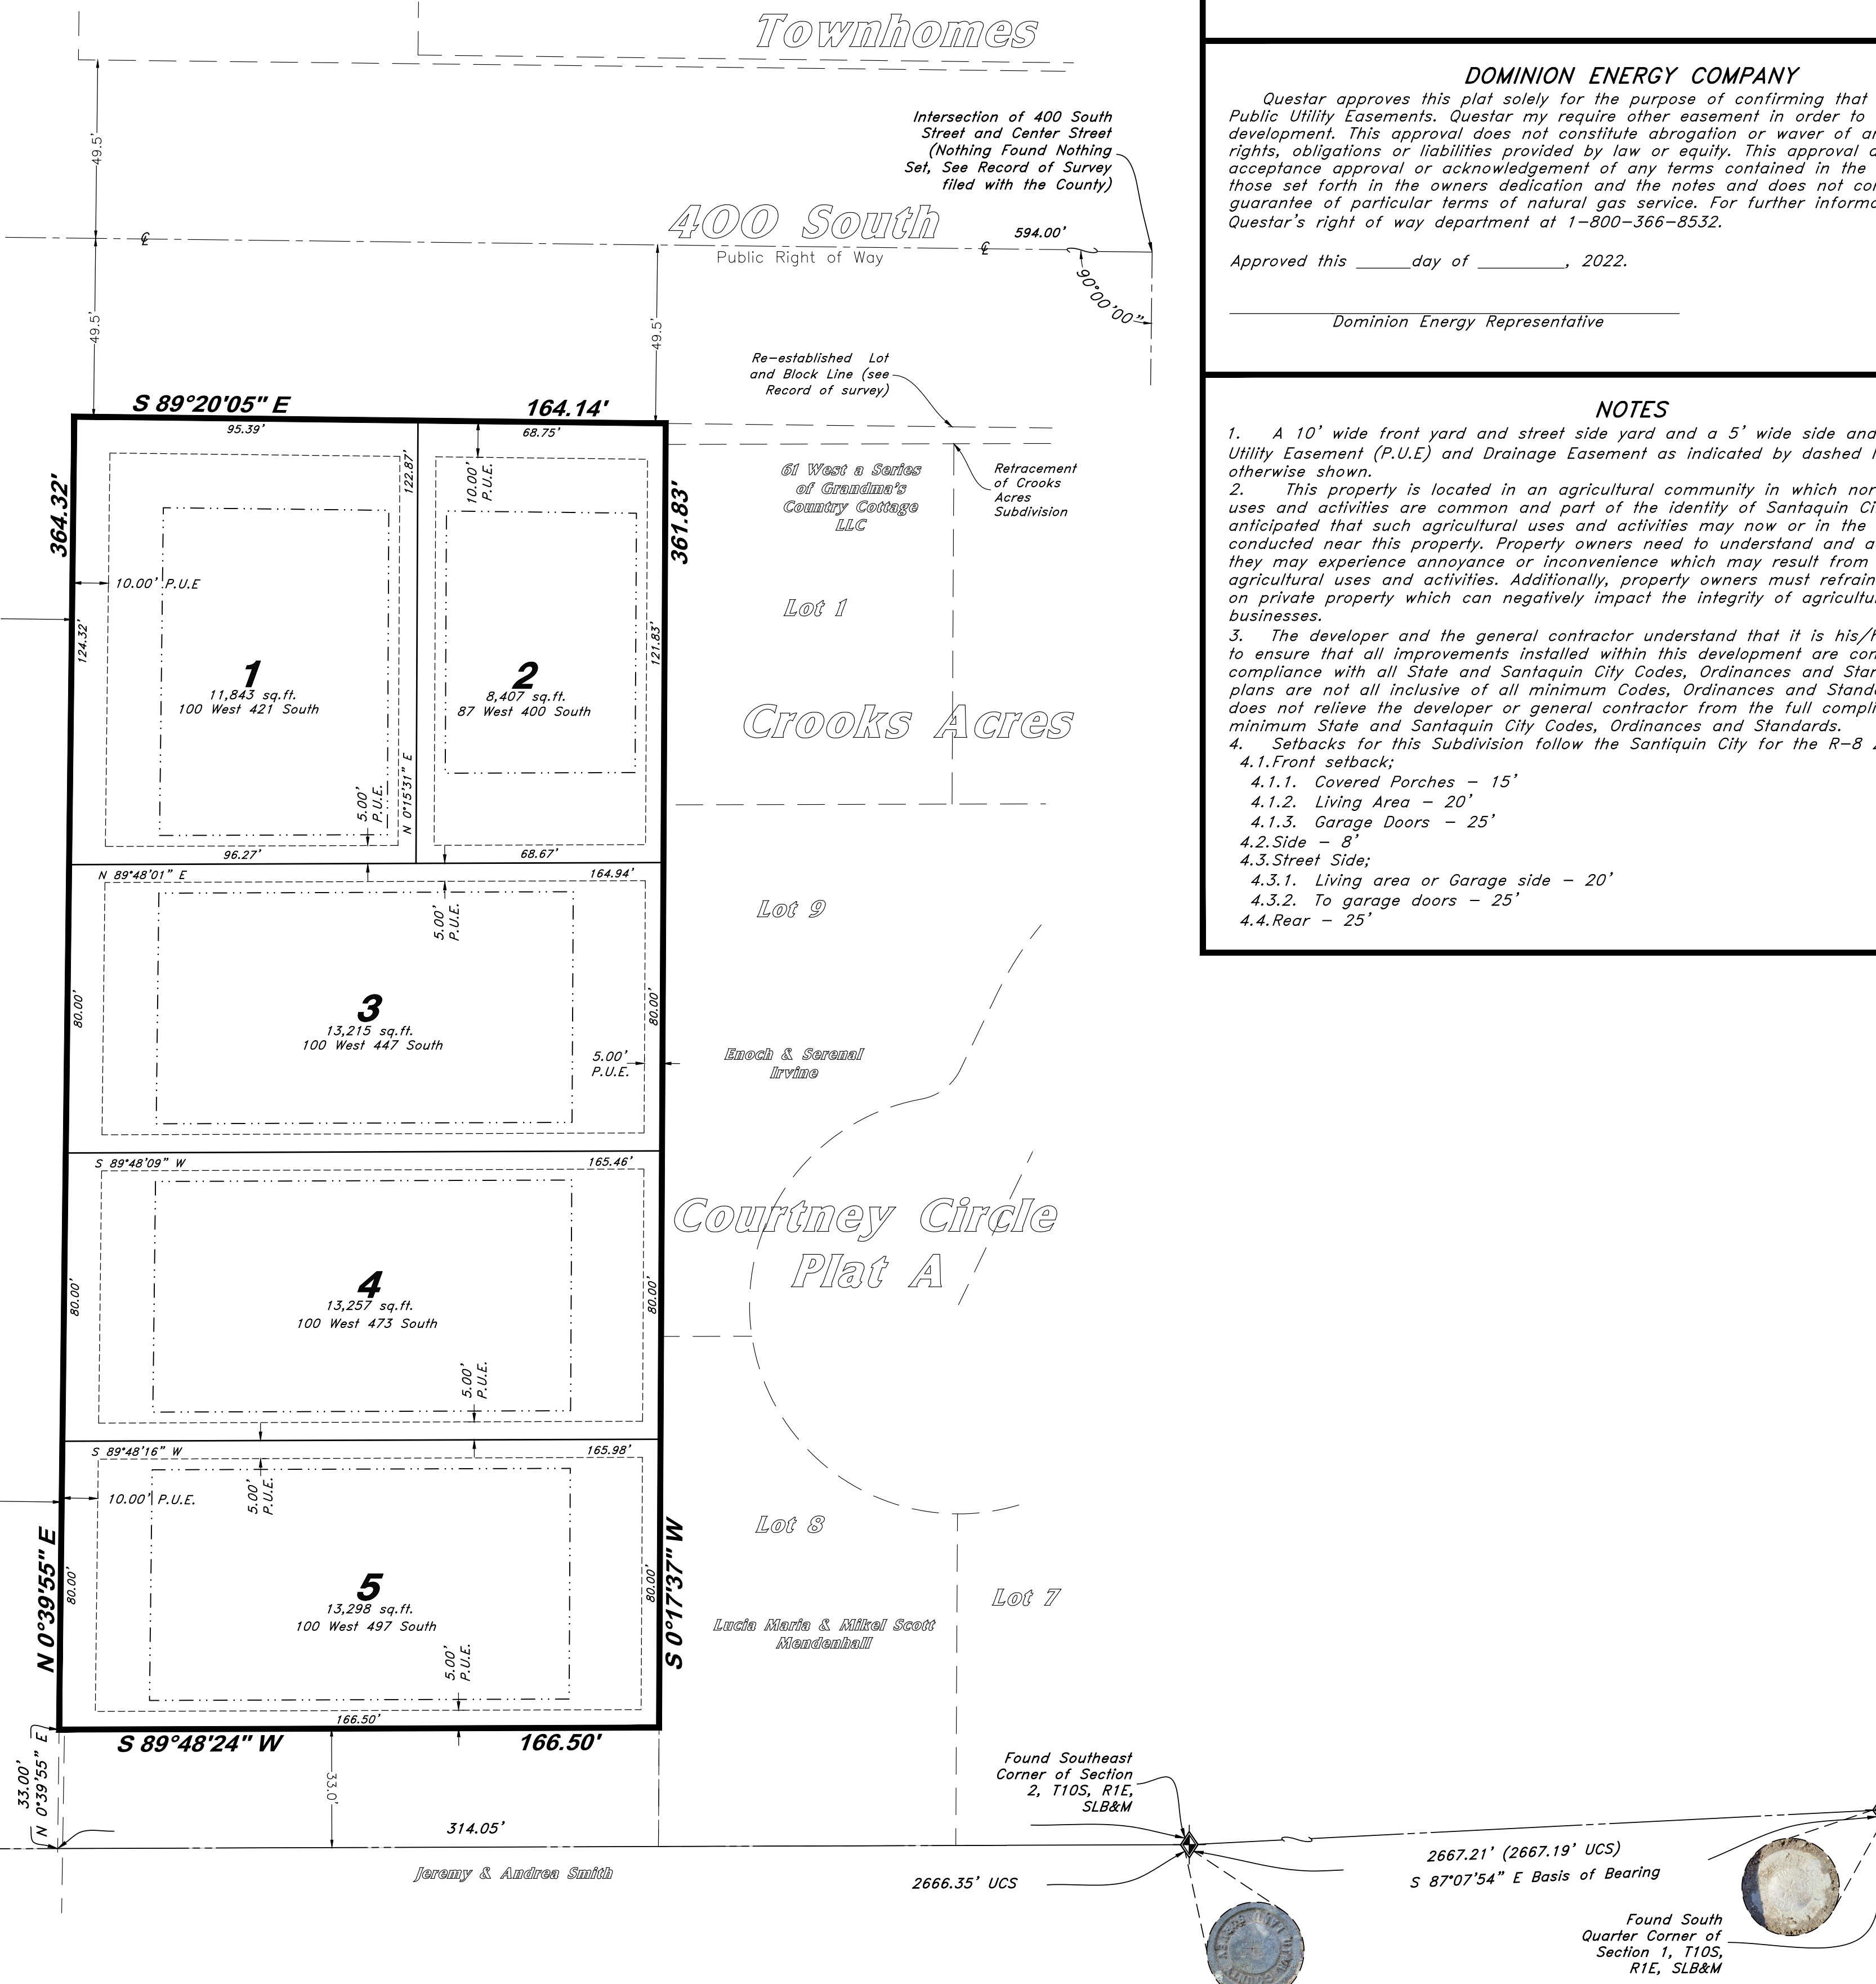 Townhomes
49.5'
Intersection of 400 South
Street and Center Street
(Nothing Found Nothing
Set, See Record of Survey
filed with the County)
400 South
Public Right of Way
594.00'
90°00'00"
49.5'
49.5'
Re-established Lot
and Block Line (see
Record of survey)
S 89°20'05" E
164.14'
95.39'
68.75'
364.32'
361.83'
122.87'
10.00'
P.U.E.
61 West a Series
of Grandma's
Country Cottage
LLC
Retracement
of Crooks
Acres
Subdivision
10.00' P.U.E
124.32'
121.83'
Lot 1
1
11,843 sq.ft.
100 West 421 South
2
8,407 sq.ft.
87 West 400 South
Crooks Acres
N 0°15'31" E
5.00'
P.U.E.
96.27'
68.67'
N 89°48'01" E
164.94'
5.00'
P.U.E.
Lot 9
80.00'
80.00'
3
13,215 sq.ft.
100 West 447 South
5.00'
P.U.E.
Enoch & Serenal
Irvine
S 89°48'09" W
165.46'
Courtney Circle
Plat A
80.00'
80.00'
4
13,257 sq.ft.
100 West 473 South
5.00'
P.U.E.
S 89°48'16" W
165.98'
10.00' P.U.E.
5.00'
P.U.E.
Lot 8
Lot 7
N 0°39'55" E
S 0°17'37" W
80.00'
80.00'
5
13,298 sq.ft.
100 West 497 South
Lucia Maria & Mikel Scott
Mendenhall
5.00'
P.U.E.
166.50'
S 89°48'24" W
166.50'
33.00'
N 0°39'55" E
33.0'
314.05'
Jeremy & Andrea Smith
Found Southeast
Corner of Section
2, T10S, R1E,
SLB&M
2666.35' UCS
2667.21' (2667.19' UCS)
S 87°07'54" E Basis of Bearing
Found South
Quarter Corner of
Section 1, T10S,
R1E, SLB&M
DOMINION ENERGY COMPANY
Questar approves this plat solely for the purpose of confirming that
Public Utility Easements. Questar my require other easement in order to
development. This approval does not constitute abrogation or waver of
rights, obligations or liabilities provided by law or equity. This approval
acceptance approval or acknowledgement of any terms contained in the
those set forth in the owners dedication and the notes and does not
guarantee of particular terms of natural gas service. For further
Questar's right of way department at 1-800-366-8532.
Approved this ______day of __________, 2022.
Dominion Energy Representative
NOTES
1. A 10' wide front yard and street side yard and a 5' wide side and
Utility Easement (P.U.E) and Drainage Easement as indicated by dashed
otherwise shown.
2. This property is located in an agricultural community in which
uses and activities are common and part of the identity of Santaquin
anticipated that such agricultural uses and activities may now or in the
conducted near this property. Property owners need to understand and
they may experience annoyance or inconvenience which may result from
agricultural uses and activities. Additionally, property owners must refrain
on private property which can negatively impact the integrity of
businesses.
3. The developer and the general contractor understand that it is
to ensure that all improvements installed within this development are
compliance with all State and Santaquin City Codes, Ordinances and
plans are not all inclusive of all minimum Codes, Ordinances and
does not relieve the developer or general contractor from the full
minimum State and Santaquin City Codes, Ordinances and Standards.
4. Setbacks for this Subdivision follow the Santiquin City for the R-8
4.1.Front setback;
4.1.1. Covered Porches - 15'
4.1.2. Living Area - 20'
4.1.3. Garage Doors - 25'
4.2.Side - 8'
4.3.Street Side;
4.3.1. Living area or Garage side - 20'
4.3.2. To garage doors - 25'
4.4.Rear - 25'